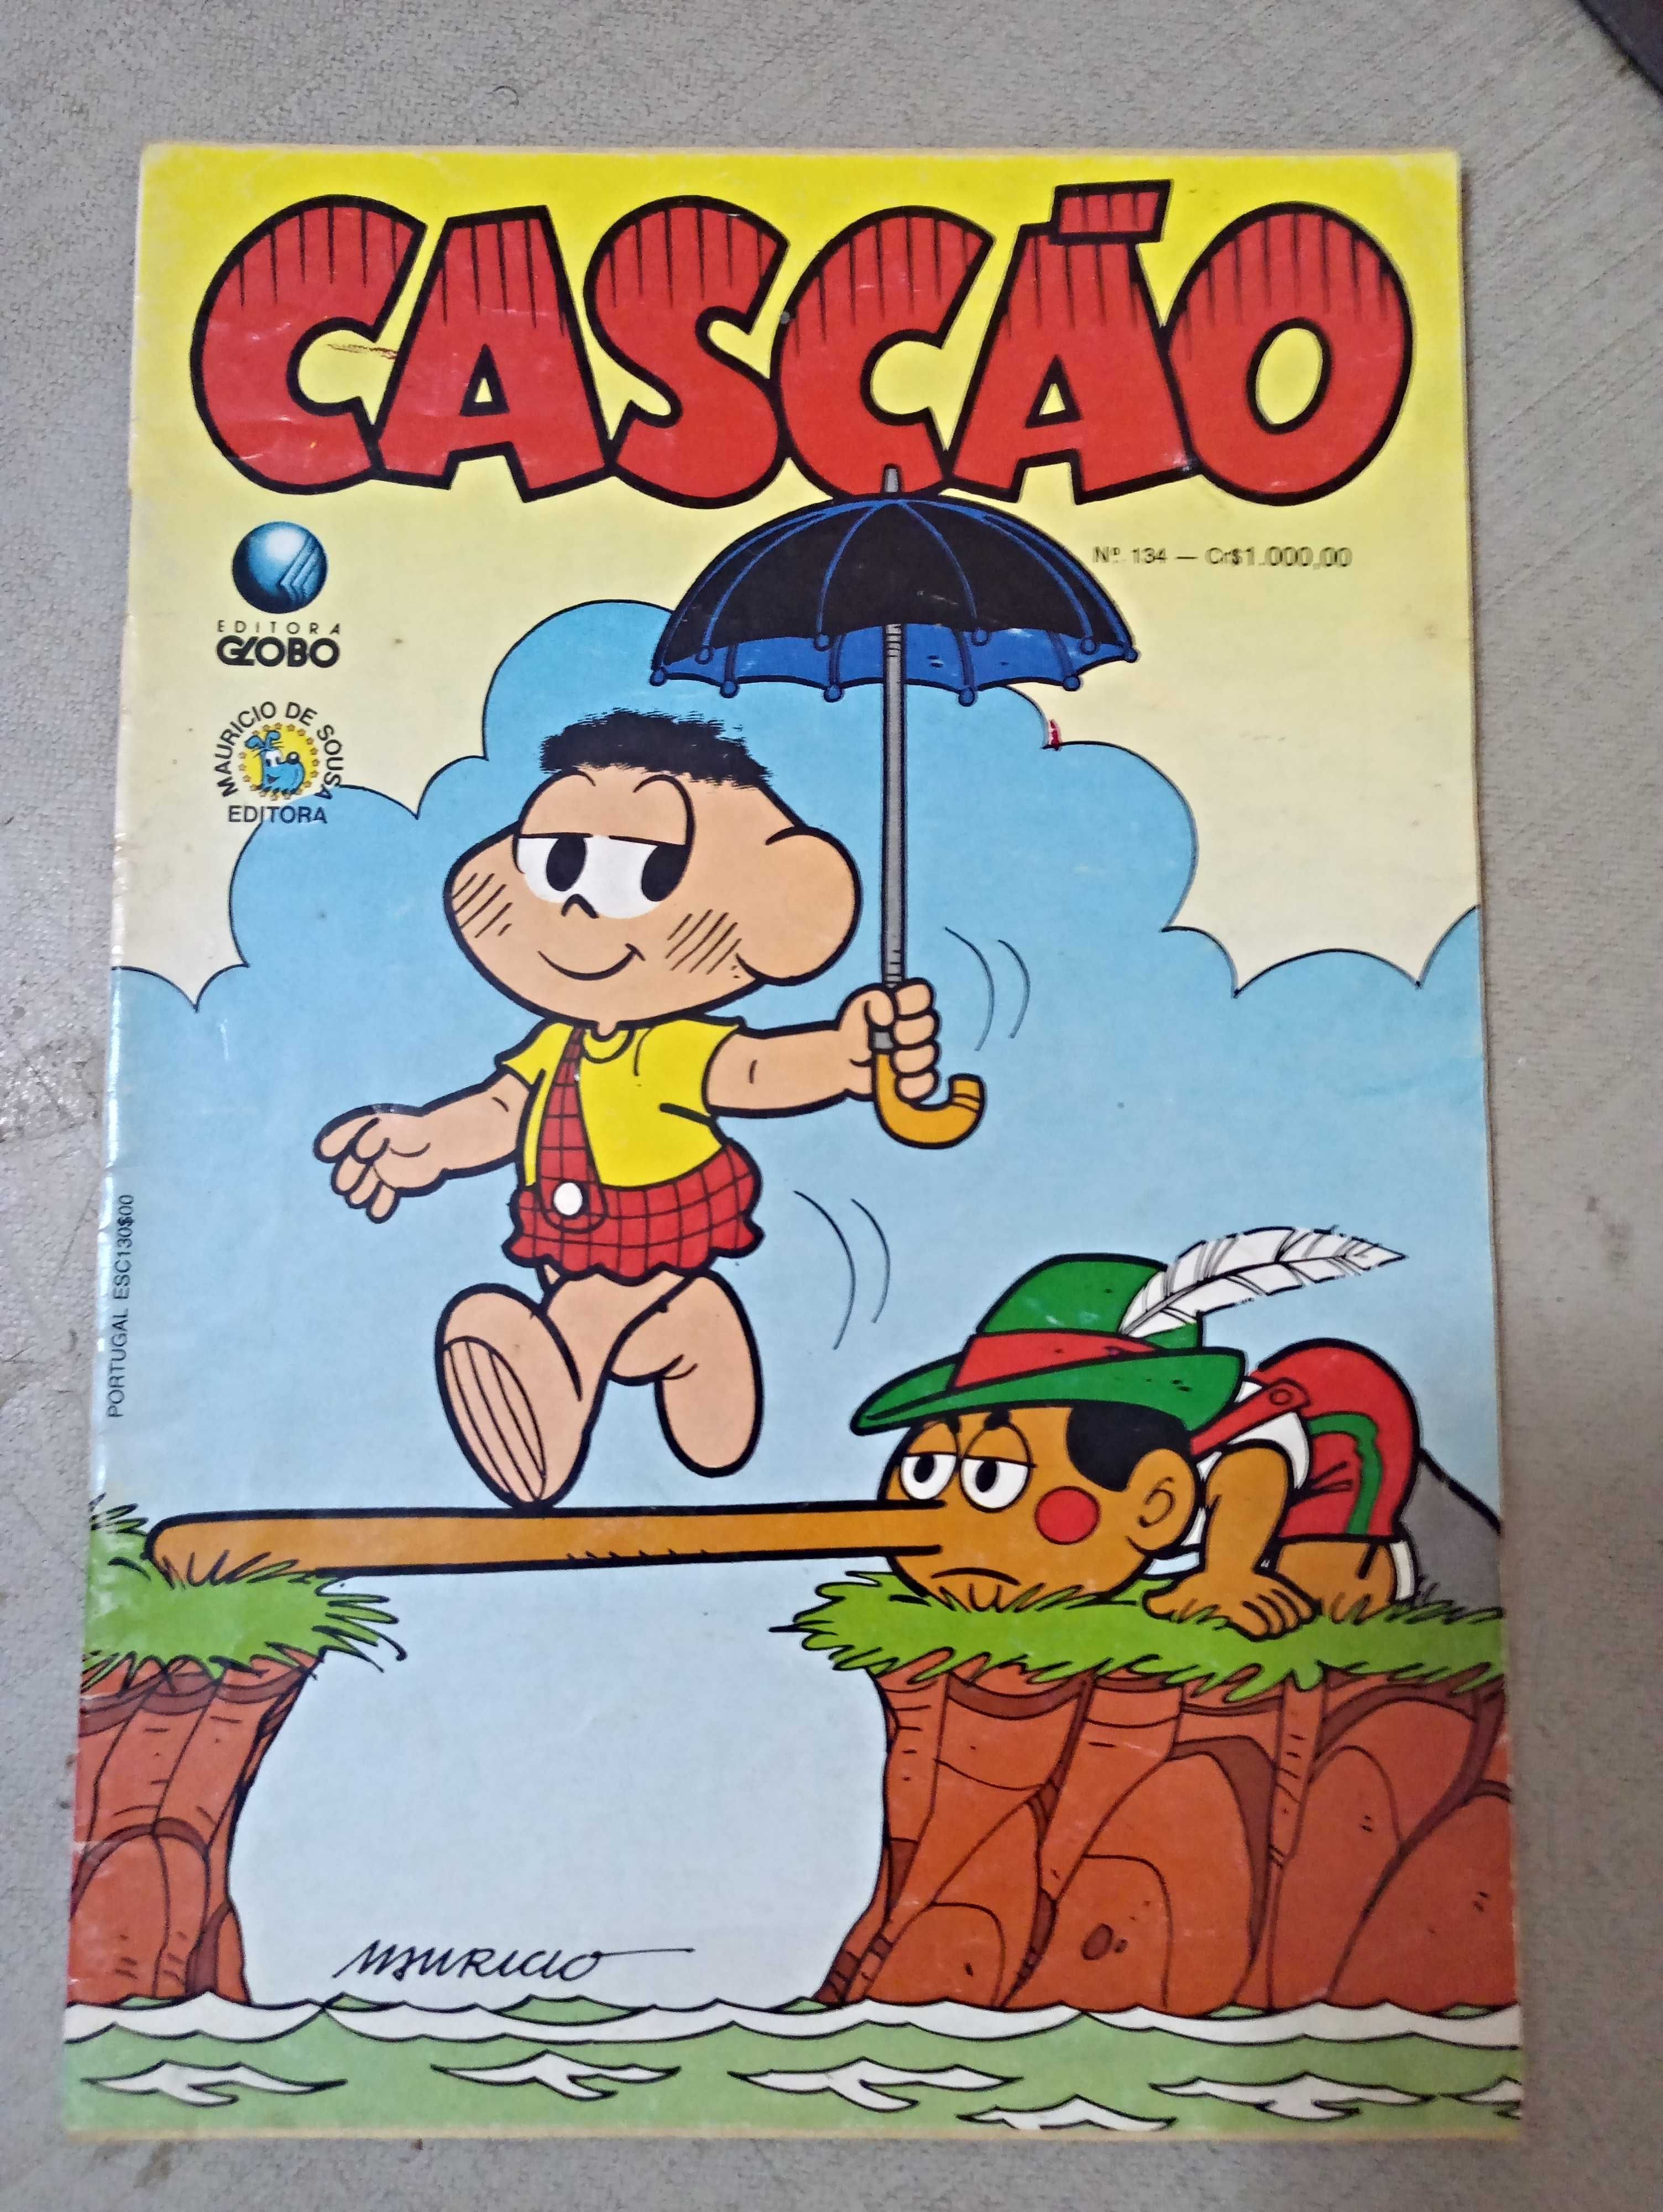 CASCÃO
Nº 134 — Cr$1.000,00
EDITORA
GLOBO
MAURICIO DE SOUSA
EDITORA
PORTUGAL ESC130$00
MAURICIO